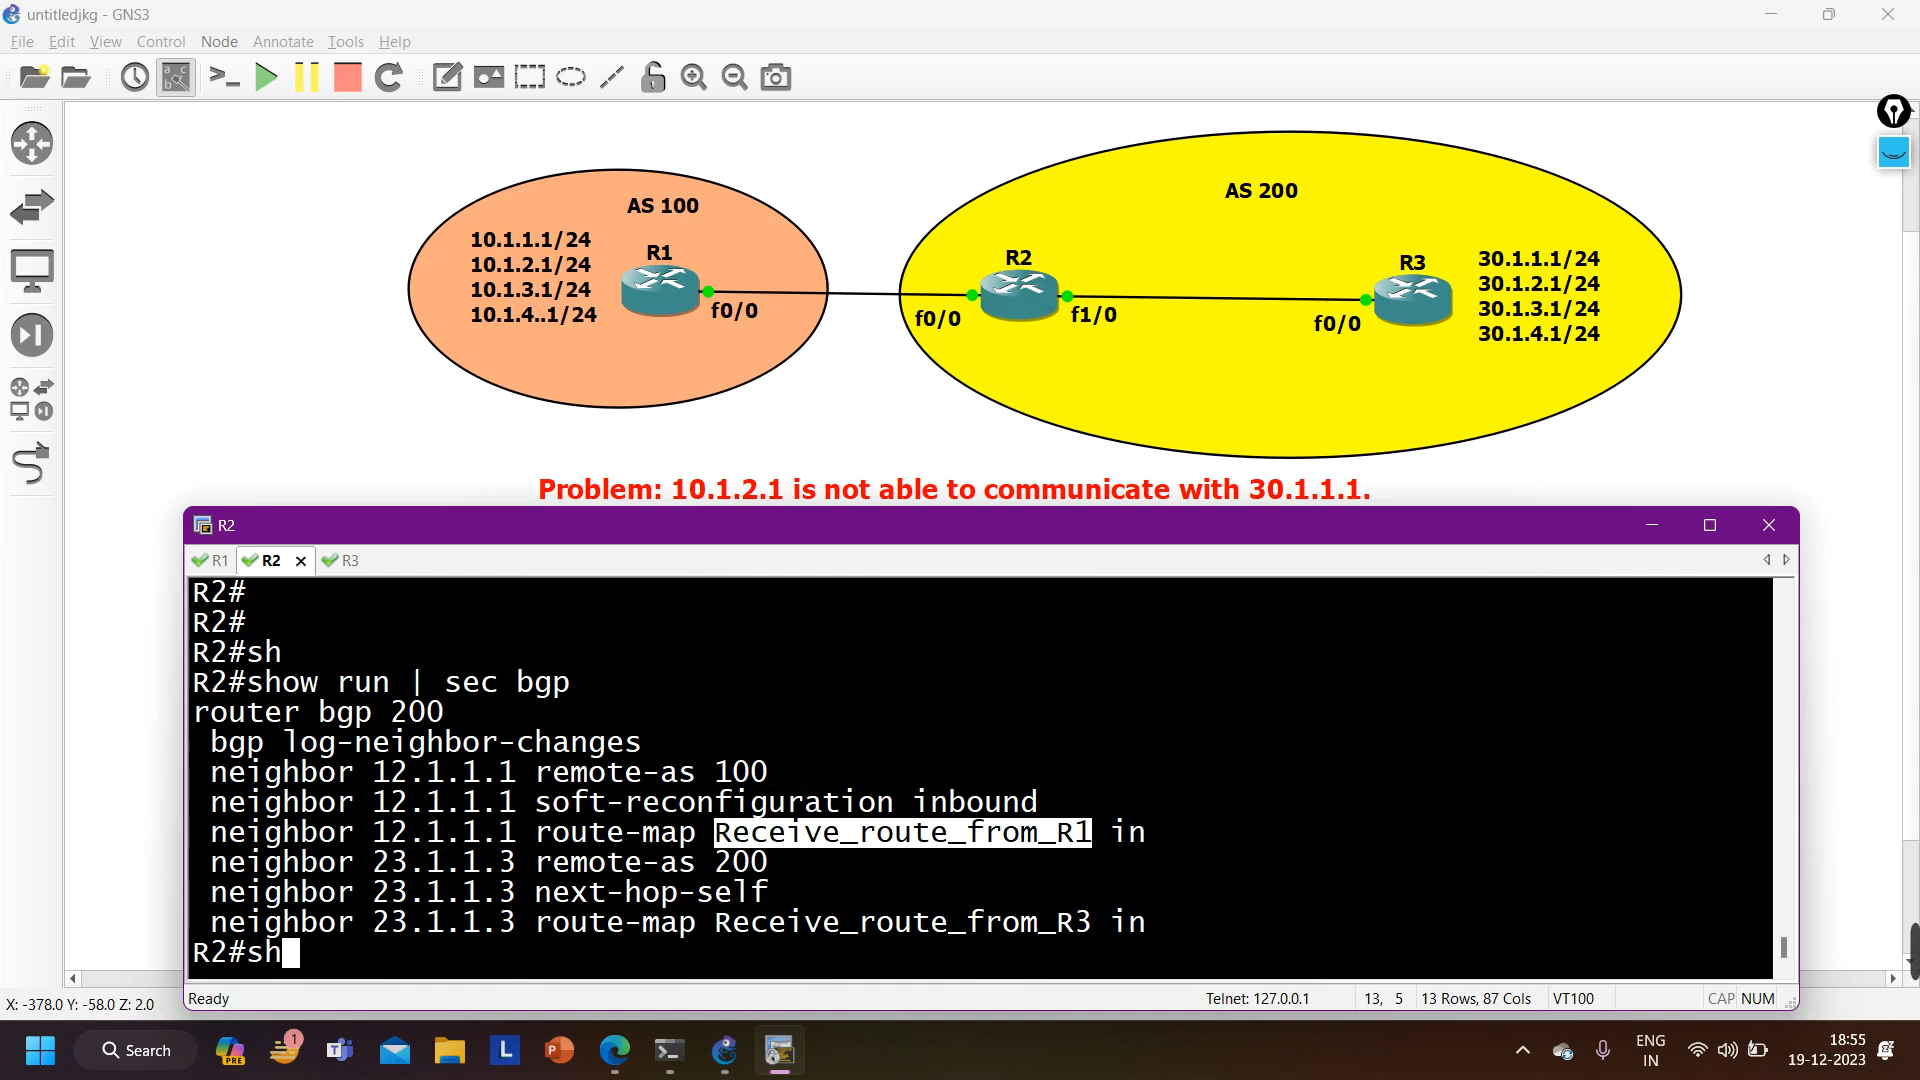 untitledjkg - GNS3
File Edit View Control Node Annotate Tools Help
AS 100
AS 200
10.1.1.1/24
10.1.2.1/24
10.1.3.1/24
10.1.4..1/24
R1
f0/0
R2
f0/0
f1/0
R3
f0/0
30.1.1.1/24
30.1.2.1/24
30.1.3.1/24
30.1.4.1/24
Problem: 10.1.2.1 is not able to communicate with 30.1.1.1.
R2
R1 R2 R3
R2#
R2#
R2#sh
R2#show run | sec bgp
router bgp 200
bgp log-neighbor-changes
neighbor 12.1.1.1 remote-as 100
neighbor 12.1.1.1 soft-reconfiguration inbound
neighbor 12.1.1.1 route-map Receive_route_from_R1 in
neighbor 23.1.1.3 remote-as 200
neighbor 23.1.1.3 next-hop-self
neighbor 23.1.1.3 route-map Receive_route_from_R3 in
R2#sh
Ready Telnet: 127.0.0.1 13, 5 13 Rows, 87 Cols VT100 CAP NUM
X: -378.0 Y: -58.0 Z: 2.0
Search
PRE
1
L
P
ENG
IN
18:55
19-12-2023